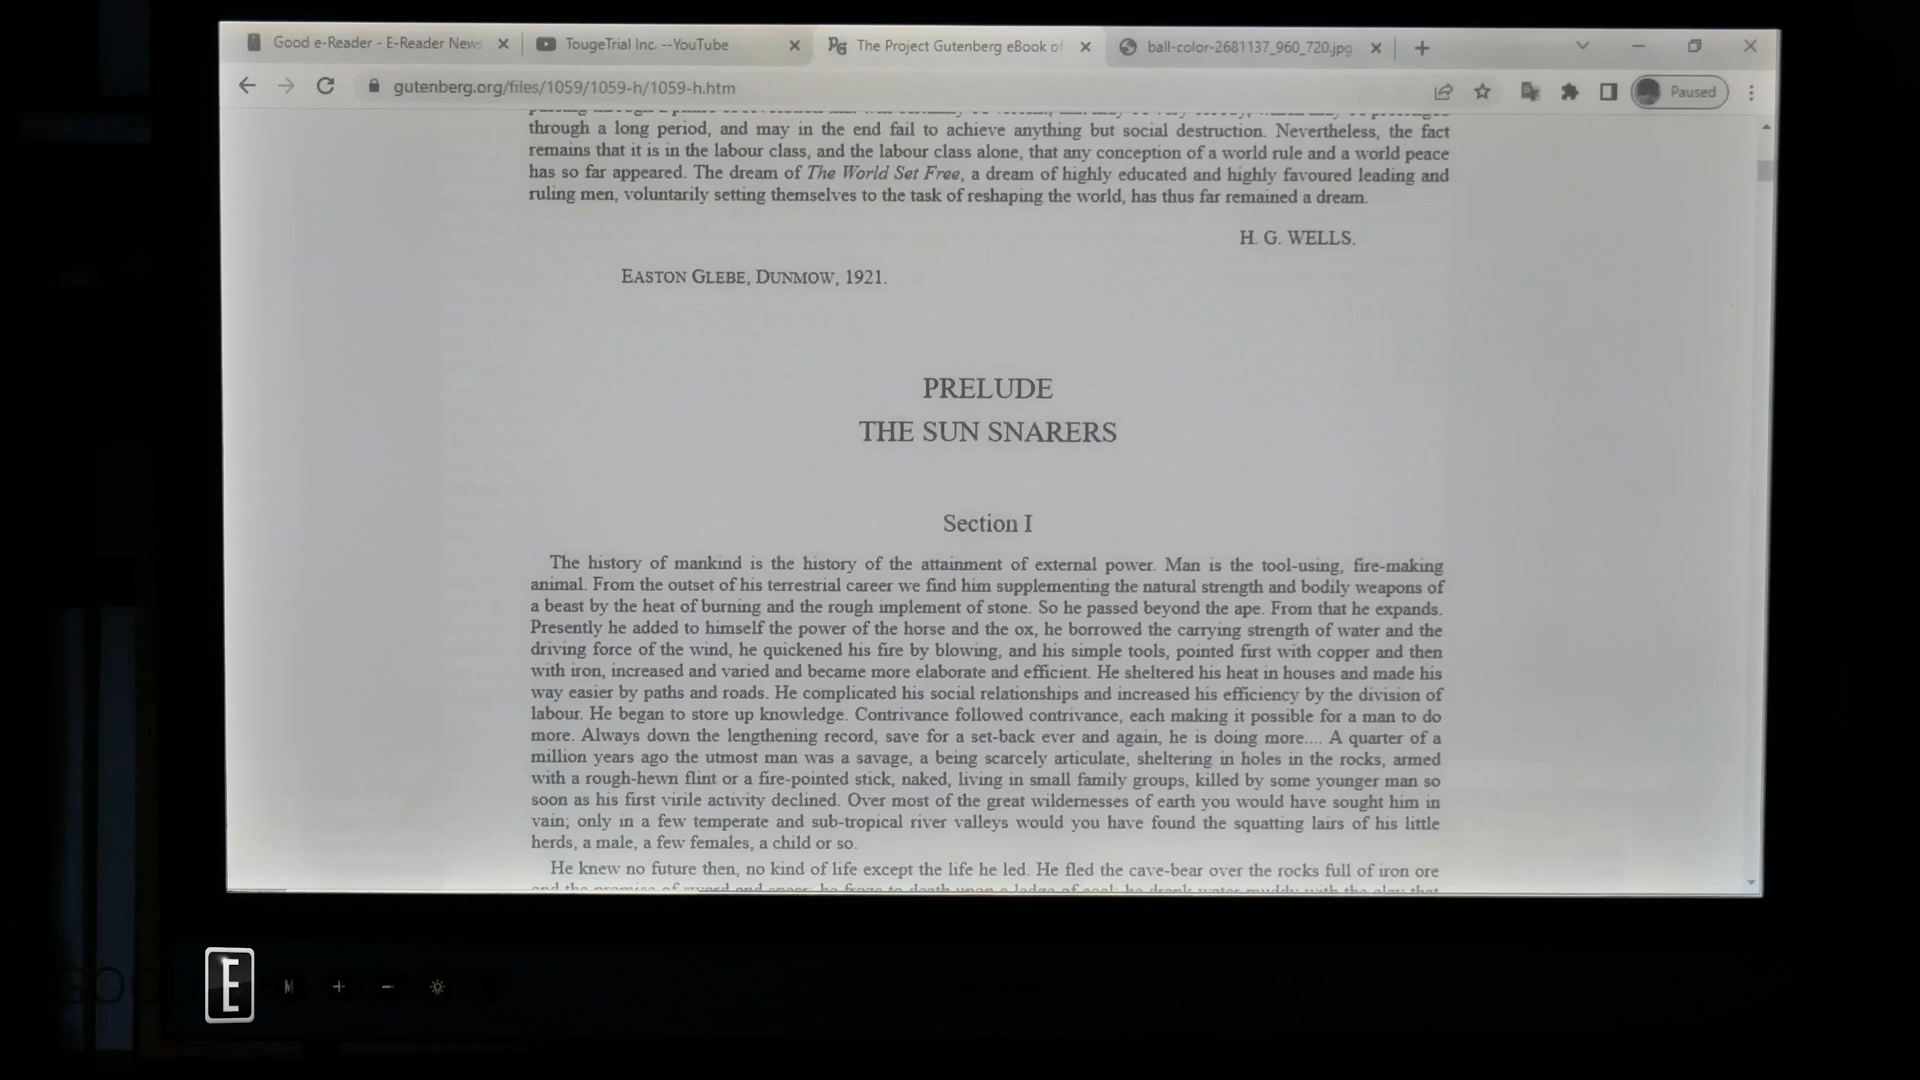 Good e-Reader - E-Reader News
TougeTrial Inc. --YouTube
The Project Gutenberg eBook of
ball-color-2681137_960_720.jpg
gutenberg.org/files/1059/1059-h/1059-h.htm
Paused
through a long period, and may in the end fail to achieve anything but social destruction. Nevertheless, the fact
remains that it is in the labour class, and the labour class alone, that any conception of a world rule and a world peace
has so far appeared. The dream of The World Set Free, a dream of highly educated and highly favoured leading and
ruling men, voluntarily setting themselves to the task of reshaping the world, has thus far remained a dream.
H. G. WELLS.
EASTON GLEBE, DUNMOW, 1921.
PRELUDE
THE SUN SNARERS
Section I
The history of mankind is the history of the attainment of external power. Man is the tool-using, fire-making
animal. From the outset of his terrestrial career we find him supplementing the natural strength and bodily weapons of
a beast by the heat of burning and the rough implement of stone. So he passed beyond the ape. From that he expands.
Presently he added to himself the power of the horse and the ox, he borrowed the carrying strength of water and the
driving force of the wind, he quickened his fire by blowing, and his simple tools, pointed first with copper and then
with iron, increased and varied and became more elaborate and efficient. He sheltered his heat in houses and made his
way easier by paths and roads. He complicated his social relationships and increased his efficiency by the division of
labour. He began to store up knowledge. Contrivance followed contrivance, each making it possible for a man to do
more. Always down the lengthening record, save for a set-back ever and again, he is doing more.... A quarter of a
million years ago the utmost man was a savage, a being scarcely articulate, sheltering in holes in the rocks, armed
with a rough-hewn flint or a fire-pointed stick, naked, living in small family groups, killed by some younger man so
soon as his first virile activity declined. Over most of the great wildernesses of earth you would have sought him in
vain; only in a few temperate and sub-tropical river valleys would you have found the squatting lairs of his little
herds, a male, a few females, a child or so.
He knew no future then, no kind of life except the life he led. He fled the cave-bear over the rocks full of iron ore
E
M + -